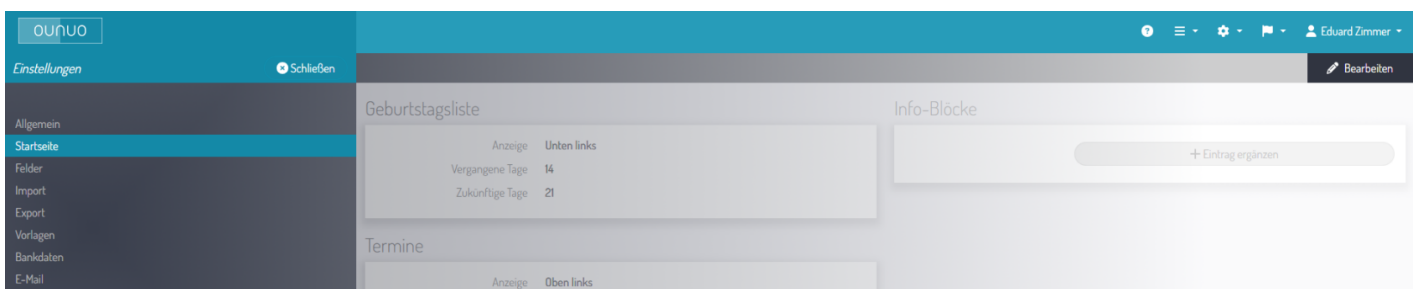 ounuo
Eduard Zimmer
Einstellungen
Schließen
Bearbeiten
Allgemein
Startseite
Felder
Import
Export
Vorlagen
Bankdaten
E-Mail
Geburtstagsliste
Anzeige Unten links
Vergangene Tage 14
Zukünftige Tage 21
Termine
Anzeige Oben links
Info-Blöcke
+ Eintrag ergänzen